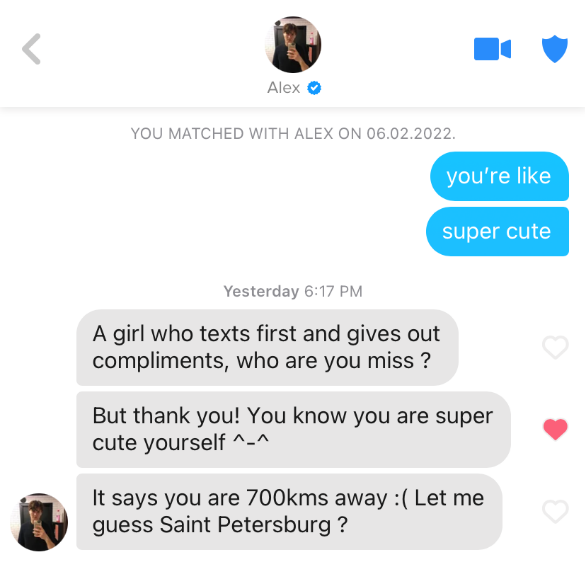 Alex
YOU MATCHED WITH ALEX ON 06.02.2022.
you're like
super cute
Yesterday 6:17 PM
A girl who texts first and gives out
compliments, who are you miss ?
But thank you! You know you are super
cute yourself ^-^
It says you are 700kms away :( Let me
guess Saint Petersburg ?